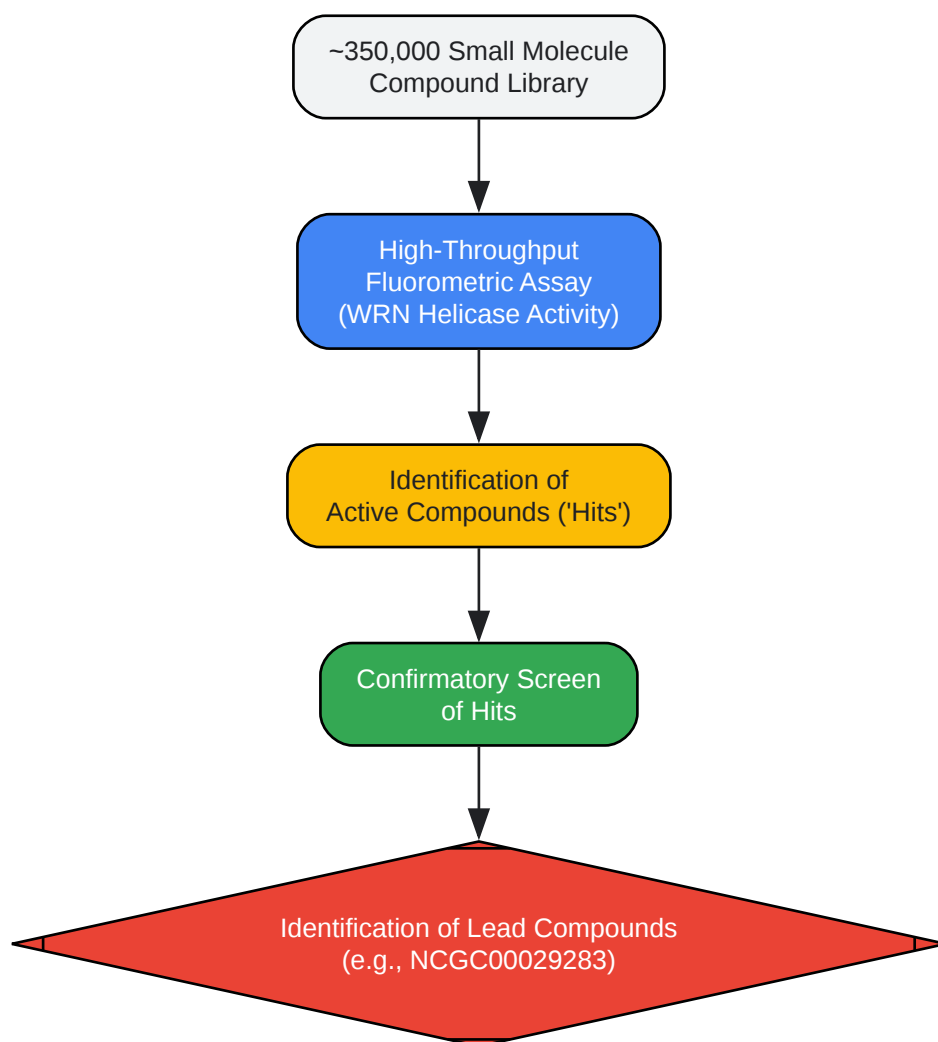 ~350,000 Small Molecule
Compound Library
High-Throughput
Fluorometric Assay
(WRN Helicase Activity)
Identification of
Active Compounds ('Hits')
Confirmatory Screen
of Hits
Identification of Lead Compounds
(e.g., NCGC00029283)